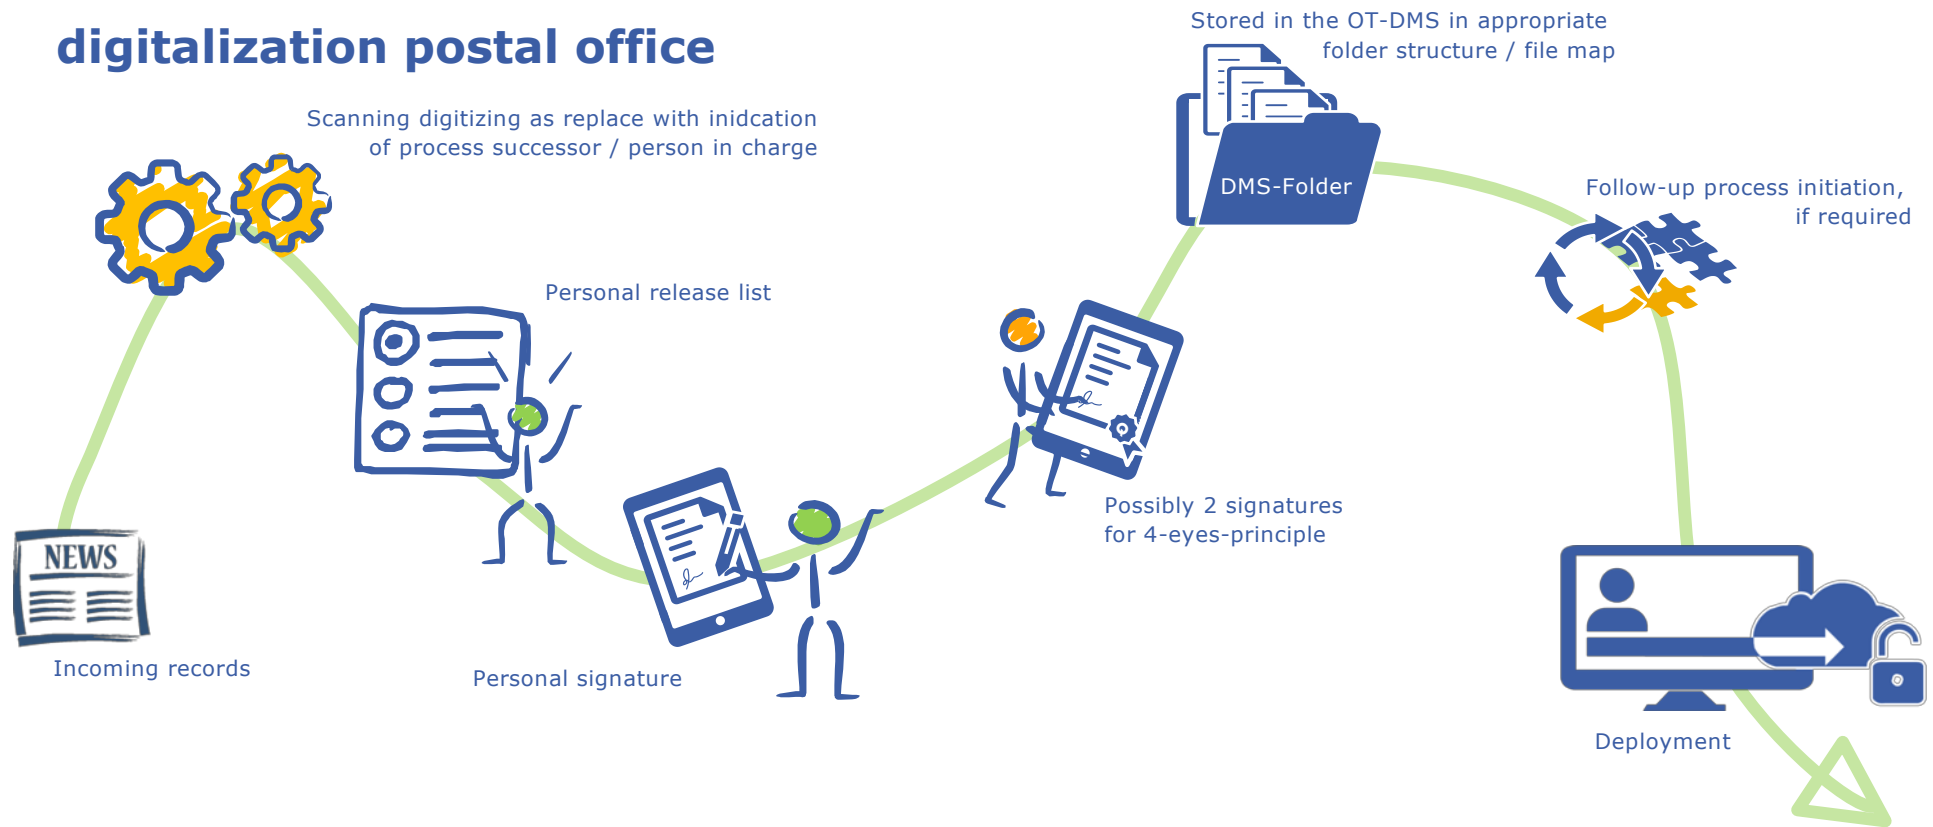 digitalization postal office
Scanning digitizing as replace with inidcation
of process successor / person in charge
Personal release list
NEWS
Incoming records
Personal signature
Possibly 2 signatures
for 4-eyes-principle
Stored in the OT-DMS in appropriate
folder structure / file map
DMS-Folder
Follow-up process initiation,
if required
Deployment